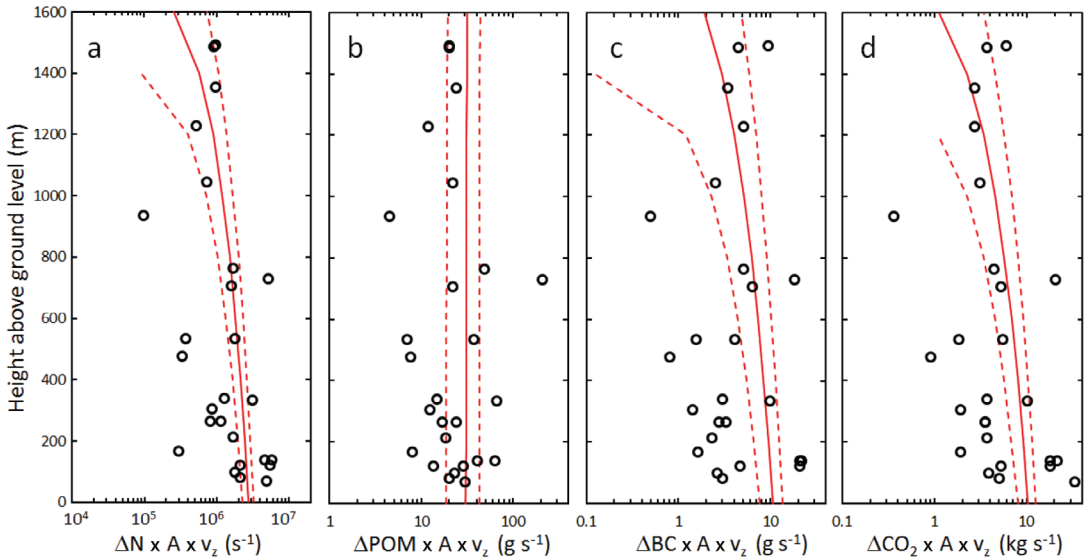 1600
1400
1200
1000
800
600
400
200
0
Height above ground level (m)
a
b
c
d
10⁴ 10⁵ 10⁶ 10⁷
1 10 100
0.1 1 10
0.1 1 10
ΔN x A x v_z (s⁻¹)
ΔPOM x A x v_z (g s⁻¹)
ΔBC x A x v_z (g s⁻¹)
ΔCO₂ x A x v_z (kg s⁻¹)